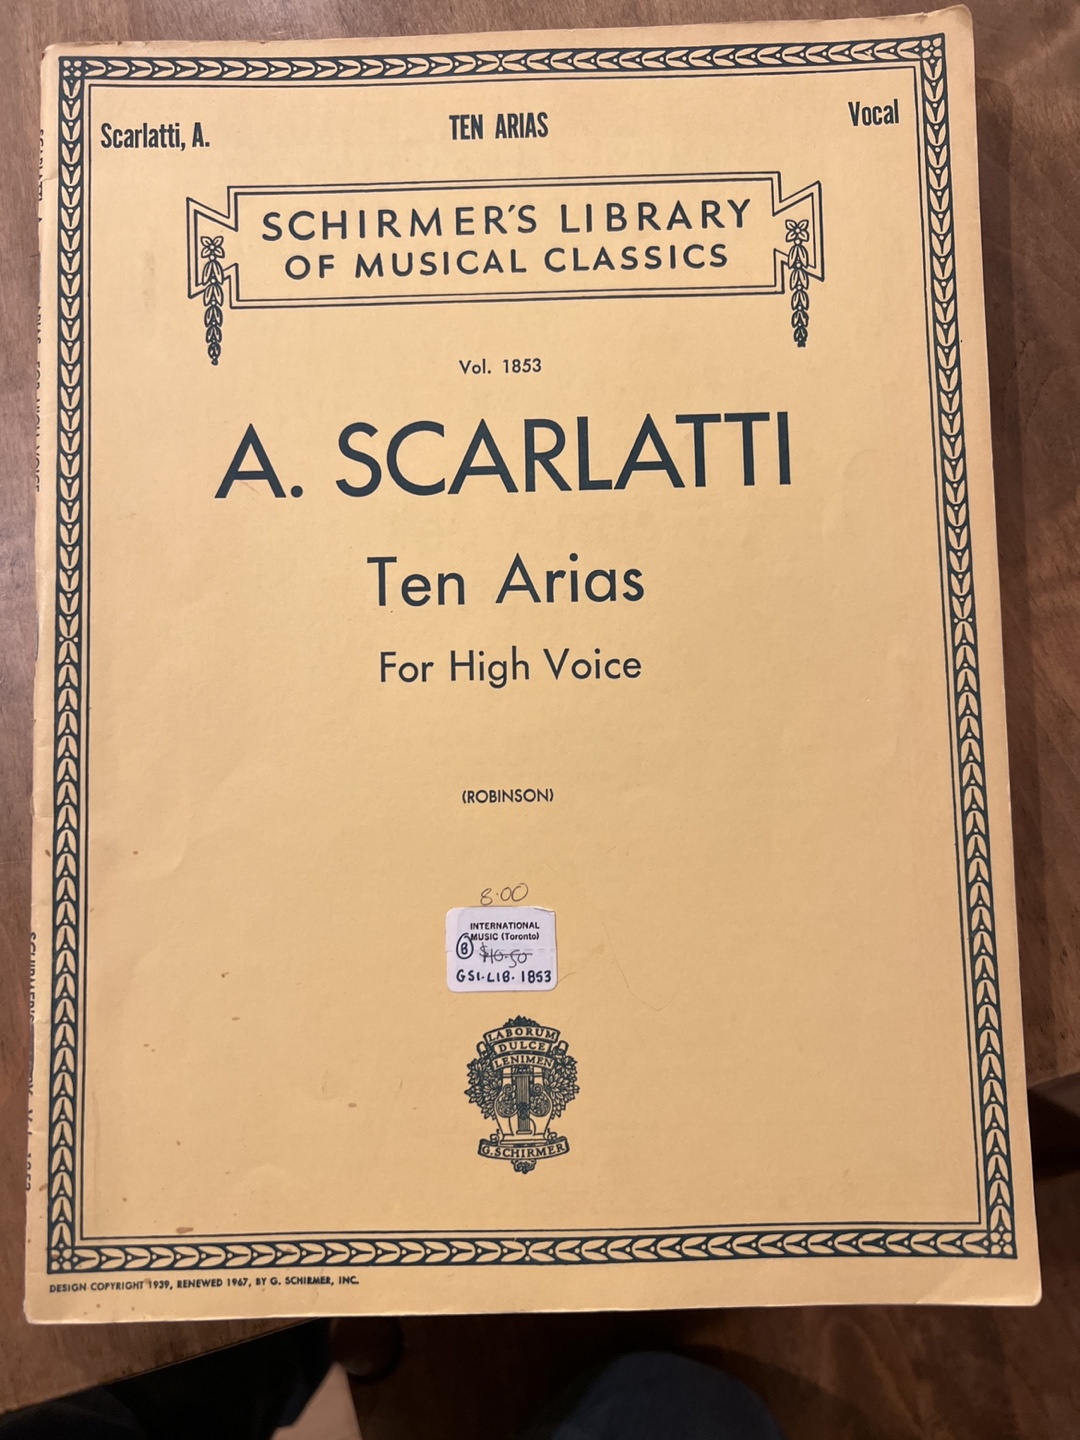 Scarlatti, A. TEN ARIAS Vocal
SCHIRMER'S LIBRARY
OF MUSICAL CLASSICS
Vol. 1853
A. SCARLATTI
Ten Arias
For High Voice
(ROBINSON)
8.00
INTERNATIONAL
MUSIC (Toronto)
B $10.50
GS1.LIB. 1853
LABORUM
DULCE
LENIMEN
G. SCHIRMER
DESIGN COPYRIGHT 1939, RENEWED 1967, BY G. SCHIRMER, INC.